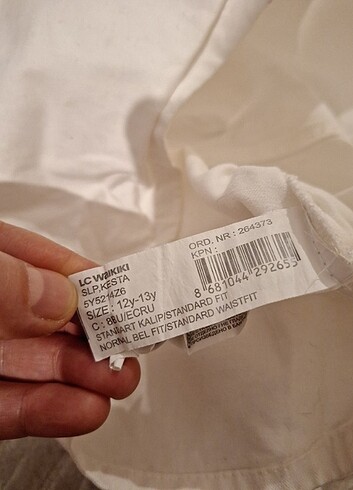 LC WAIKIKI
SLP.KESTA
5Y5214Z6
SIZE : 12y-13y
C : 88U/ECRU
STANDART KALIP/STANDARD FIT
NORMAL BEL FIT/STANDARD WAISTFIT
ORD. NR : 264373
KPN :
8 681044 292653